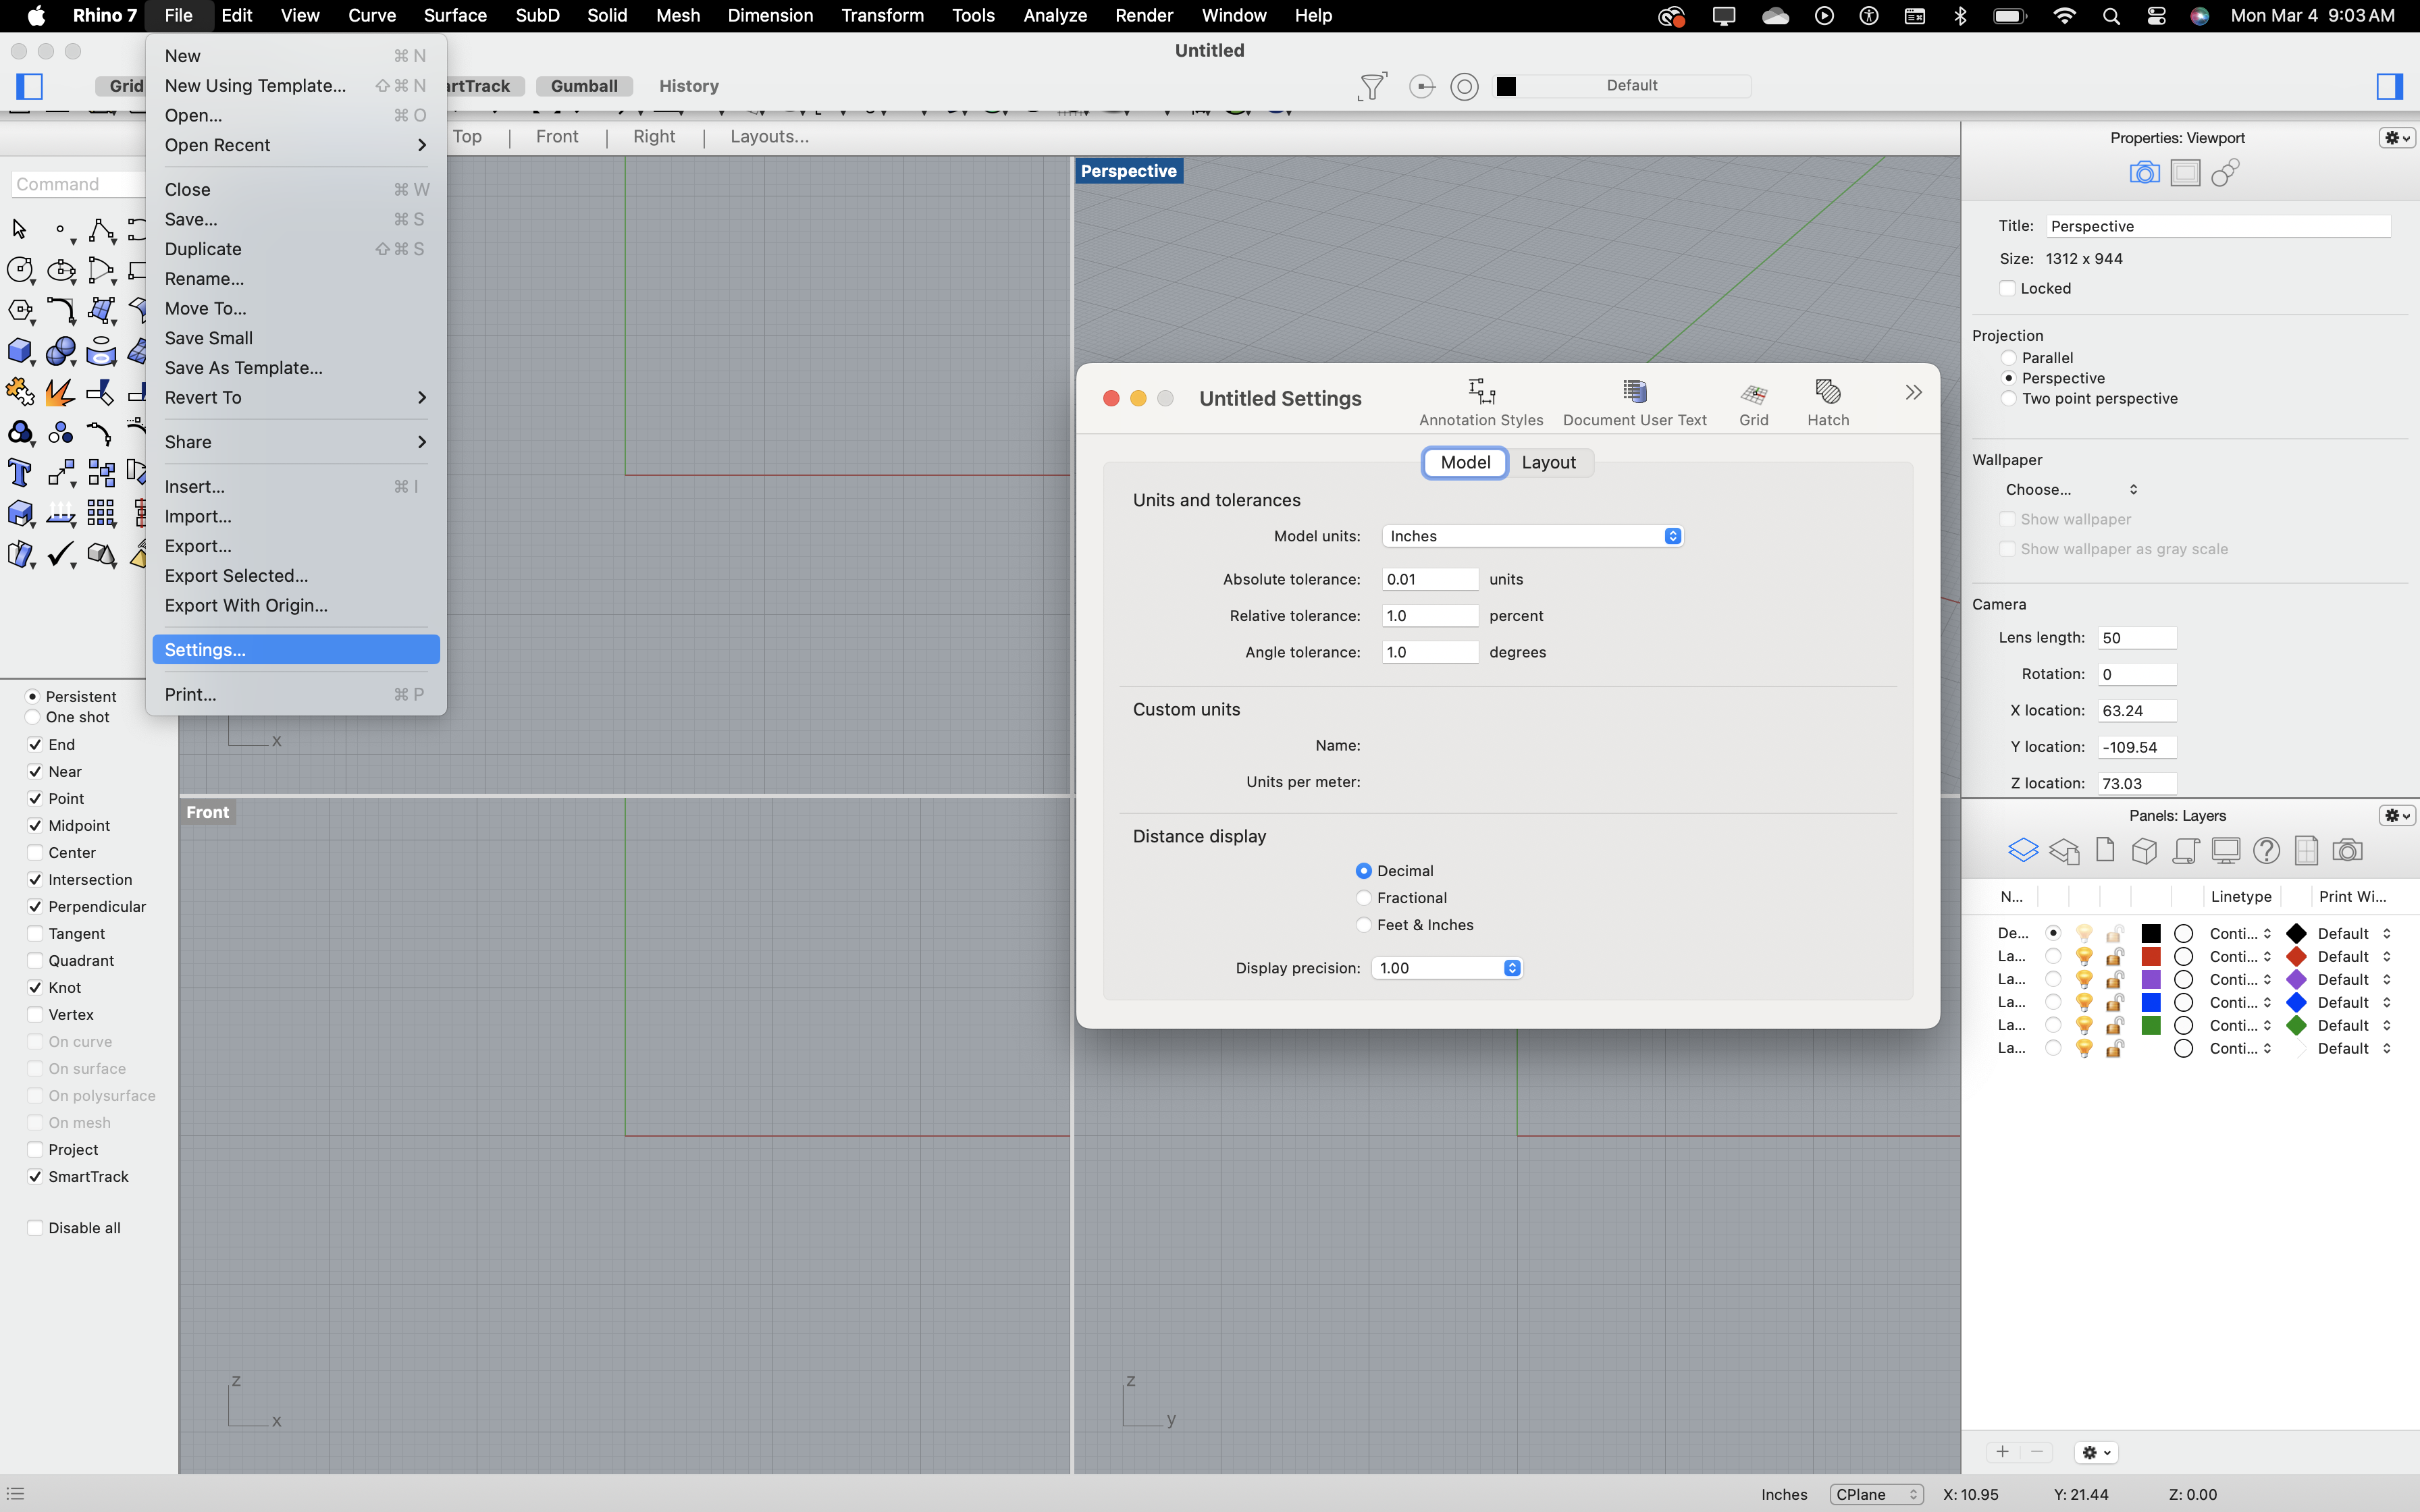 Rhino 7 File Edit View Curve Surface SubD Solid Mesh Dimension Transform Tools Analyze Render Window Help Mon Mar 4 9:03 AM
Untitled
Grid artTrack Gumball History Default
New ⌘ N
New Using Template... ⇧ ⌘ N
Open... ⌘ O
Open Recent
Close ⌘ W
Save... ⌘ S
Duplicate ⇧ ⌘ S
Rename...
Move To...
Save Small
Save As Template...
Revert To
Share
Insert... ⌘ I
Import...
Export...
Export Selected...
Export With Origin...
Settings...
Print... ⌘ P
Top | Front | Right | Layouts...
Command
Persistent
One shot
End
Near
Point
Midpoint
Center
Intersection
Perpendicular
Tangent
Quadrant
Knot
Vertex
On curve
On surface
On polysurface
On mesh
Project
SmartTrack
Disable all
x
Front
z
x
Perspective
z
y
Untitled Settings
Annotation Styles Document User Text Grid Hatch
Model Layout
Units and tolerances
Model units: Inches
Absolute tolerance: 0.01 units
Relative tolerance: 1.0 percent
Angle tolerance: 1.0 degrees
Custom units
Name:
Units per meter:
Distance display
Decimal
Fractional
Feet & Inches
Display precision: 1.00
Properties: Viewport
Title: Perspective
Size: 1312 x 944
Locked
Projection
Parallel
Perspective
Two point perspective
Wallpaper
Choose...
Show wallpaper
Show wallpaper as gray scale
Camera
Lens length: 50
Rotation: 0
X location: 63.24
Y location: -109.54
Z location: 73.03
Panels: Layers
N... Linetype Print Wi...
De... Conti... Default
La... Conti... Default
La... Conti... Default
La... Conti... Default
La... Conti... Default
La... Conti... Default
Inches CPlane X: 10.95 Y: 21.44 Z: 0.00